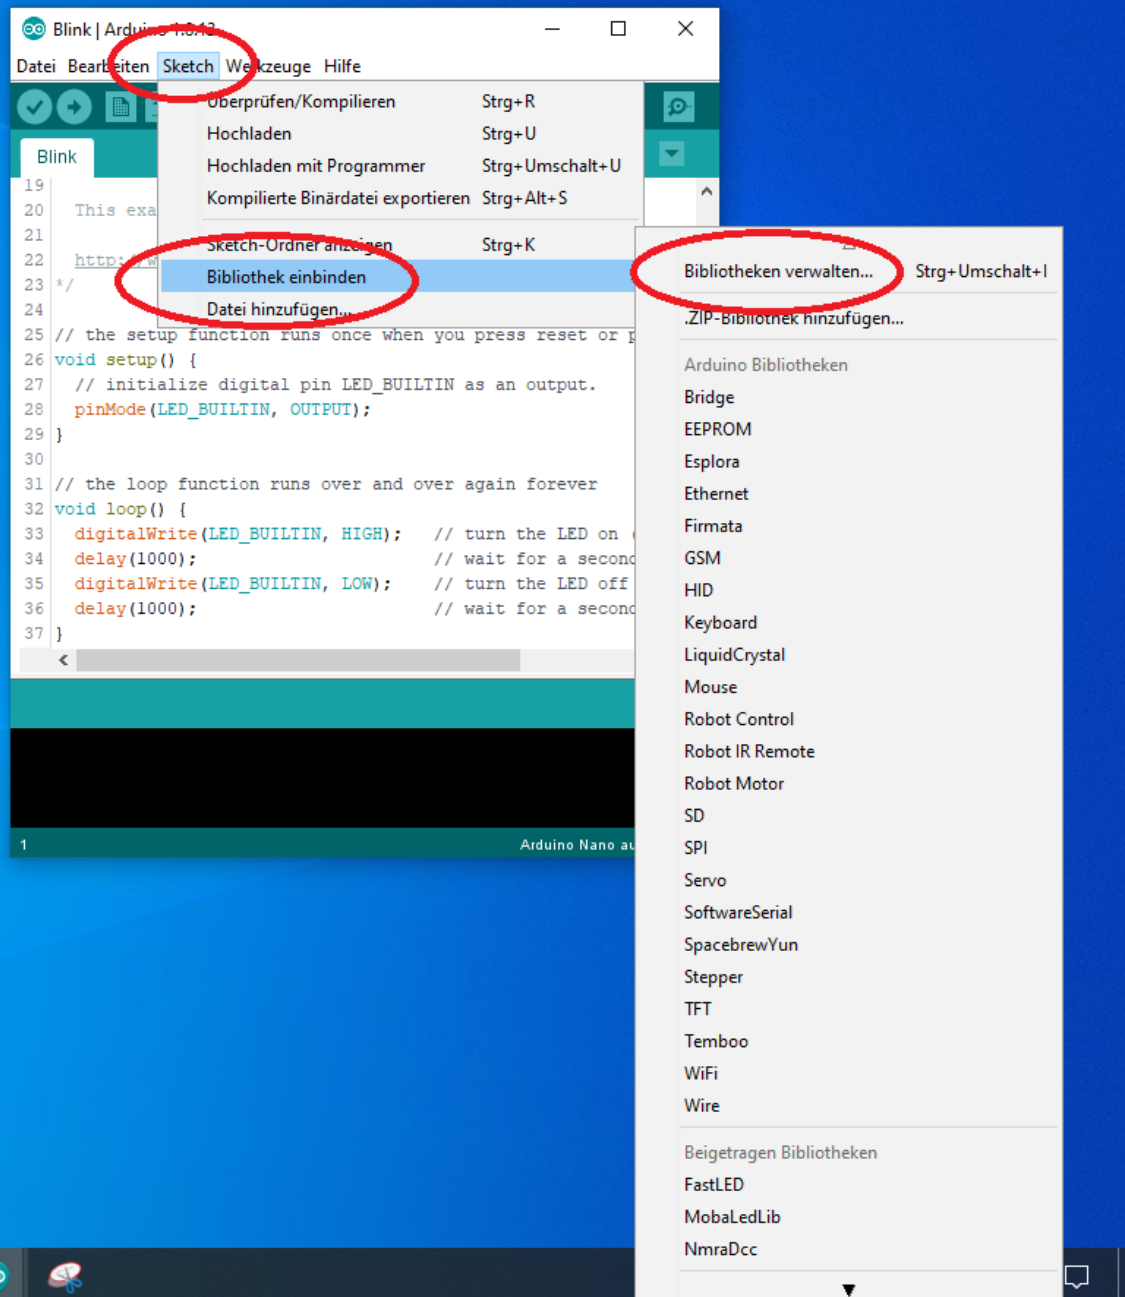 Blink | Arduino 1.8.13
Datei Bearbeiten Sketch Werkzeuge Hilfe
Überprüfen/Kompilieren Strg+R
Hochladen Strg+U
Hochladen mit Programmer Strg+Umschalt+U
Kompilierte Binärdatei exportieren Strg+Alt+S
Sketch-Ordner anzeigen Strg+K
Bibliothek einbinden
Datei hinzufügen...
Blink
19
20 This exa
21
22 http://w
23 */
24
25 // the setup function runs once when you press reset or p
26 void setup() {
27 // initialize digital pin LED_BUILTIN as an output.
28 pinMode(LED_BUILTIN, OUTPUT);
29 }
30
31 // the loop function runs over and over again forever
32 void loop() {
33 digitalWrite(LED_BUILTIN, HIGH); // turn the LED on (
34 delay(1000); // wait for a second
35 digitalWrite(LED_BUILTIN, LOW); // turn the LED off
36 delay(1000); // wait for a second
37 }
1 Arduino Nano au
Bibliotheken verwalten... Strg+Umschalt+I
.ZIP-Bibliothek hinzufügen...
Arduino Bibliotheken
Bridge
EEPROM
Esplora
Ethernet
Firmata
GSM
HID
Keyboard
LiquidCrystal
Mouse
Robot Control
Robot IR Remote
Robot Motor
SD
SPI
Servo
SoftwareSerial
SpacebrewYun
Stepper
TFT
Temboo
WiFi
Wire
Beigetragen Bibliotheken
FastLED
MobaLedLib
NmraDcc